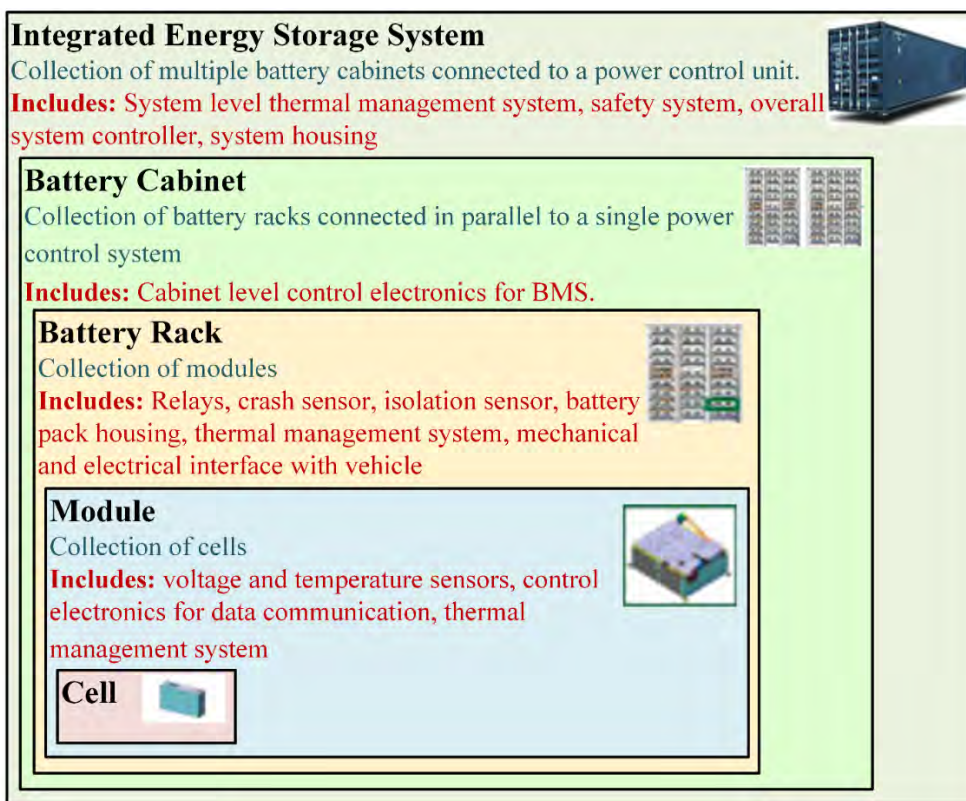 Integrated Energy Storage System
Collection of multiple battery cabinets connected to a power control unit.
Includes: System level thermal management system, safety system, overall
system controller, system housing
Battery Cabinet
Collection of battery racks connected in parallel to a single power
control system
Includes: Cabinet level control electronics for BMS.
Battery Rack
Collection of modules
Includes: Relays, crash sensor, isolation sensor, battery
pack housing, thermal management system, mechanical
and electrical interface with vehicle
Module
Collection of cells
Includes: voltage and temperature sensors, control
electronics for data communication, thermal
management system
Cell